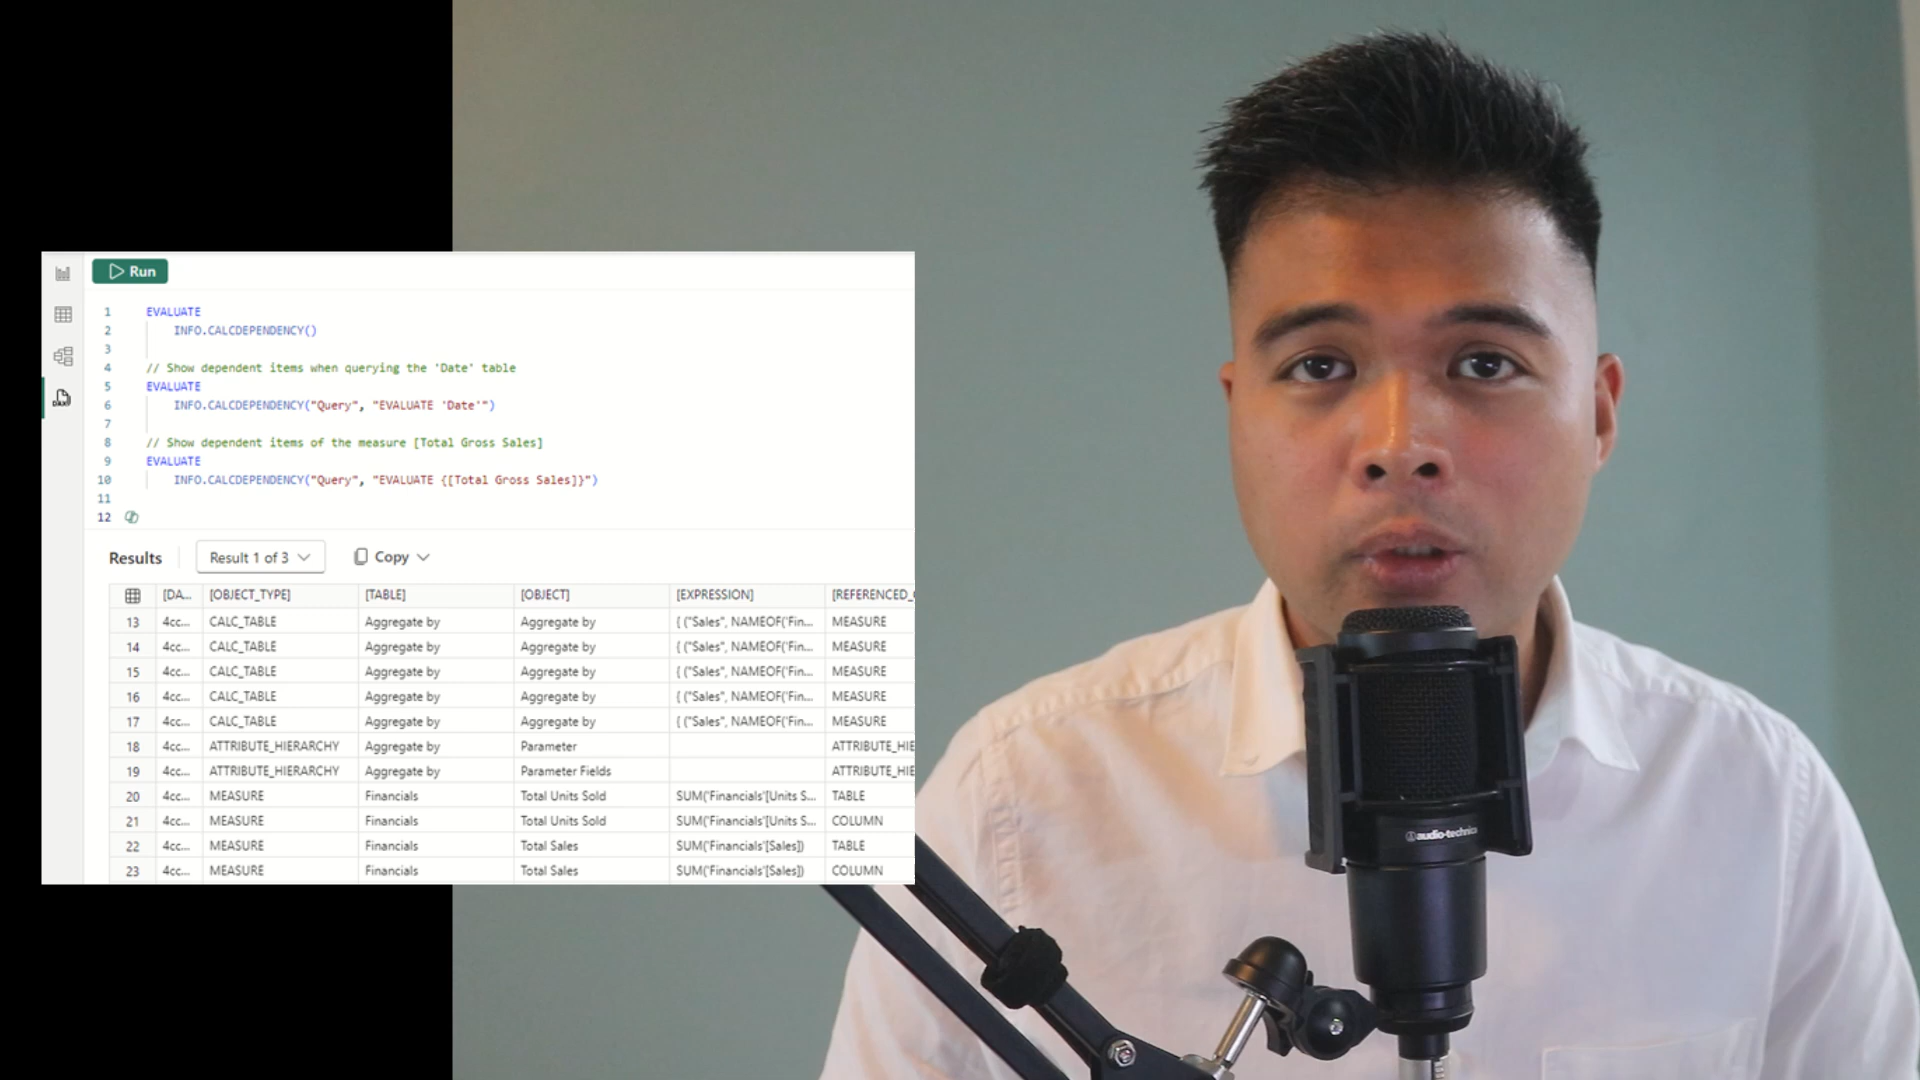 Run
1 EVALUATE
2 INFO.CALCDEPENDENCY()
3
4 // Show dependent items when querying the 'Date' table
5 EVALUATE
6 INFO.CALCDEPENDENCY("Query", "EVALUATE 'Date'")
7
8 // Show dependent items of the measure [Total Gross Sales]
9 EVALUATE
10 INFO.CALCDEPENDENCY("Query", "EVALUATE {[Total Gross Sales]}")
11
12
Results Result 1 of 3 Copy
[DA... [OBJECT_TYPE] [TABLE] [OBJECT] [EXPRESSION] [REFERENCED_
13 4cc... CALC_TABLE Aggregate by Aggregate by { ("Sales", NAMEOF('Fin... MEASURE
14 4cc... CALC_TABLE Aggregate by Aggregate by { ("Sales", NAMEOF('Fin... MEASURE
15 4cc... CALC_TABLE Aggregate by Aggregate by { ("Sales", NAMEOF('Fin... MEASURE
16 4cc... CALC_TABLE Aggregate by Aggregate by { ("Sales", NAMEOF('Fin... MEASURE
17 4cc... CALC_TABLE Aggregate by Aggregate by { ("Sales", NAMEOF('Fin... MEASURE
18 4cc... ATTRIBUTE_HIERARCHY Aggregate by Parameter ATTRIBUTE_HIE
19 4cc... ATTRIBUTE_HIERARCHY Aggregate by Parameter Fields ATTRIBUTE_HIE
20 4cc... MEASURE Financials Total Units Sold SUM('Financials'[Units S... TABLE
21 4cc... MEASURE Financials Total Units Sold SUM('Financials'[Units S... COLUMN
22 4cc... MEASURE Financials Total Sales SUM('Financials'[Sales]) TABLE
23 4cc... MEASURE Financials Total Sales SUM('Financials'[Sales]) COLUMN
audio-technica